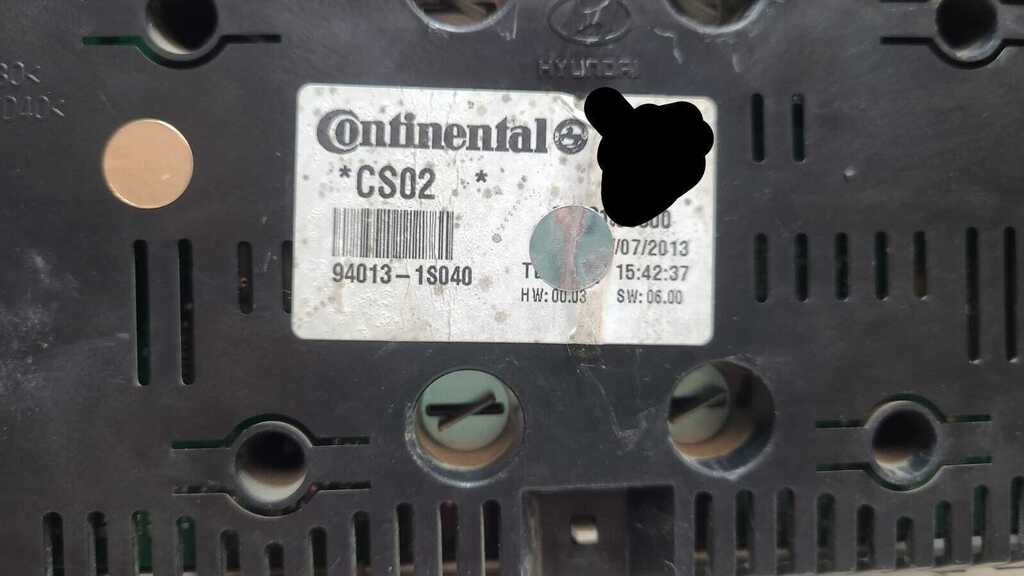 HYUNDAI
Continental
*CS02 *
94013-1S040
/07/2013
15:42:37
HW: 00.03 SW: 06.00